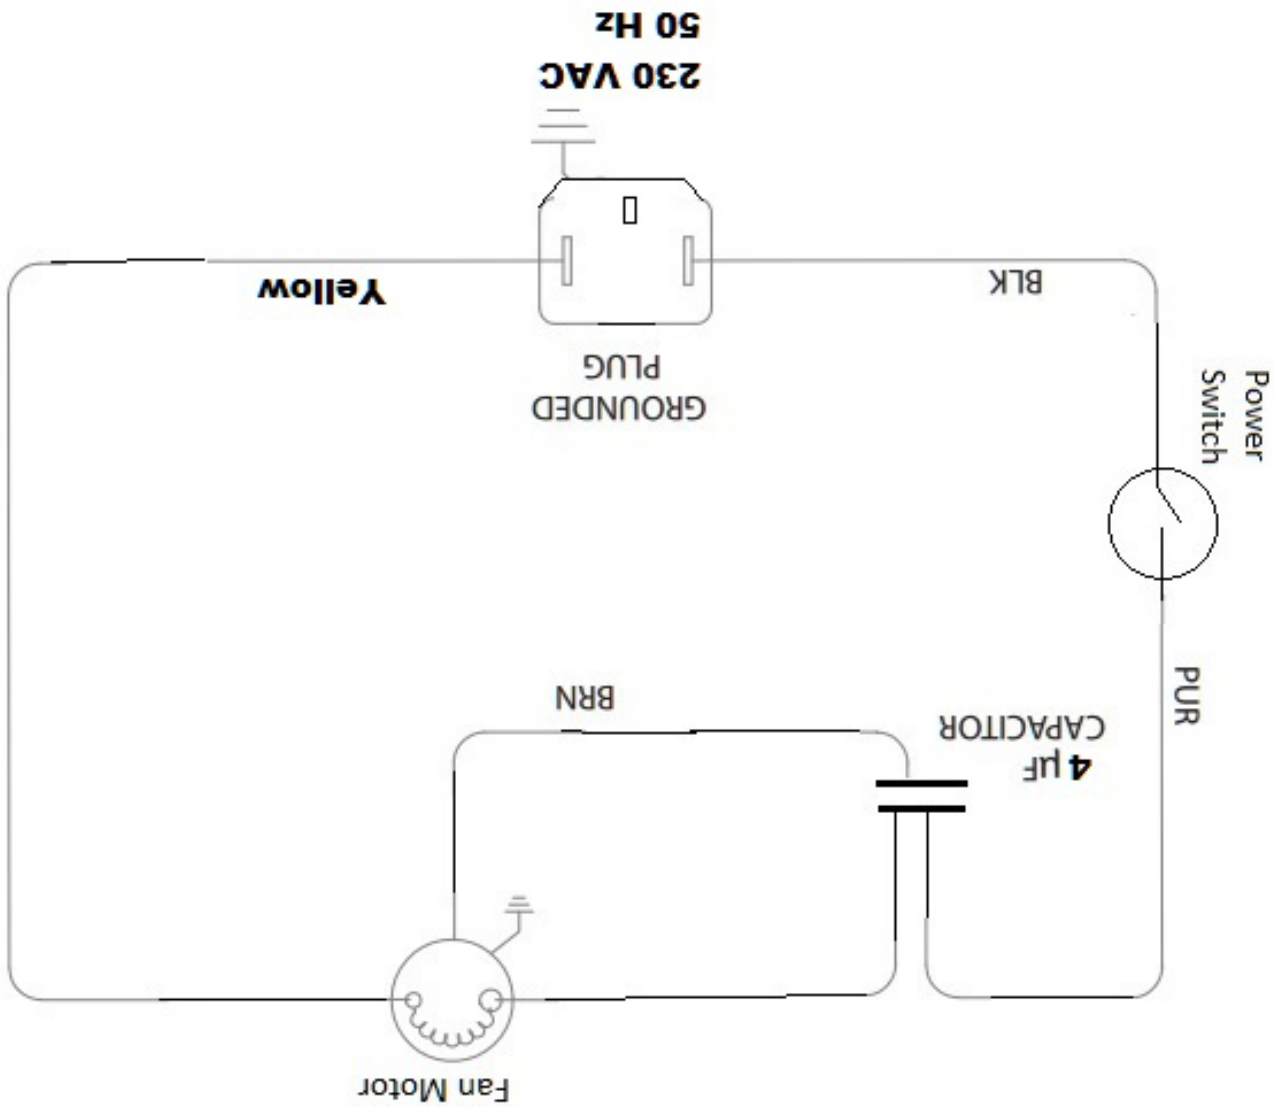 Fan Motor
4 µF
CAPACITOR
PUR
BRN
Power
Switch
GROUNDED
PLUG
BLK
Yellow
230 VAC
50 Hz